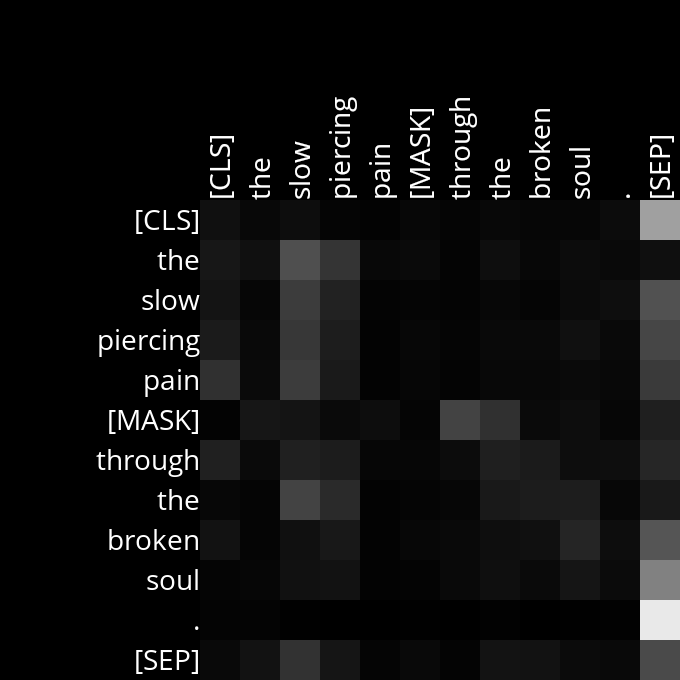 [CLS] the slow piercing pain [MASK] through the broken soul . [SEP]
[CLS]
the
slow
piercing
pain
[MASK]
through
the
broken
soul
.
[SEP]